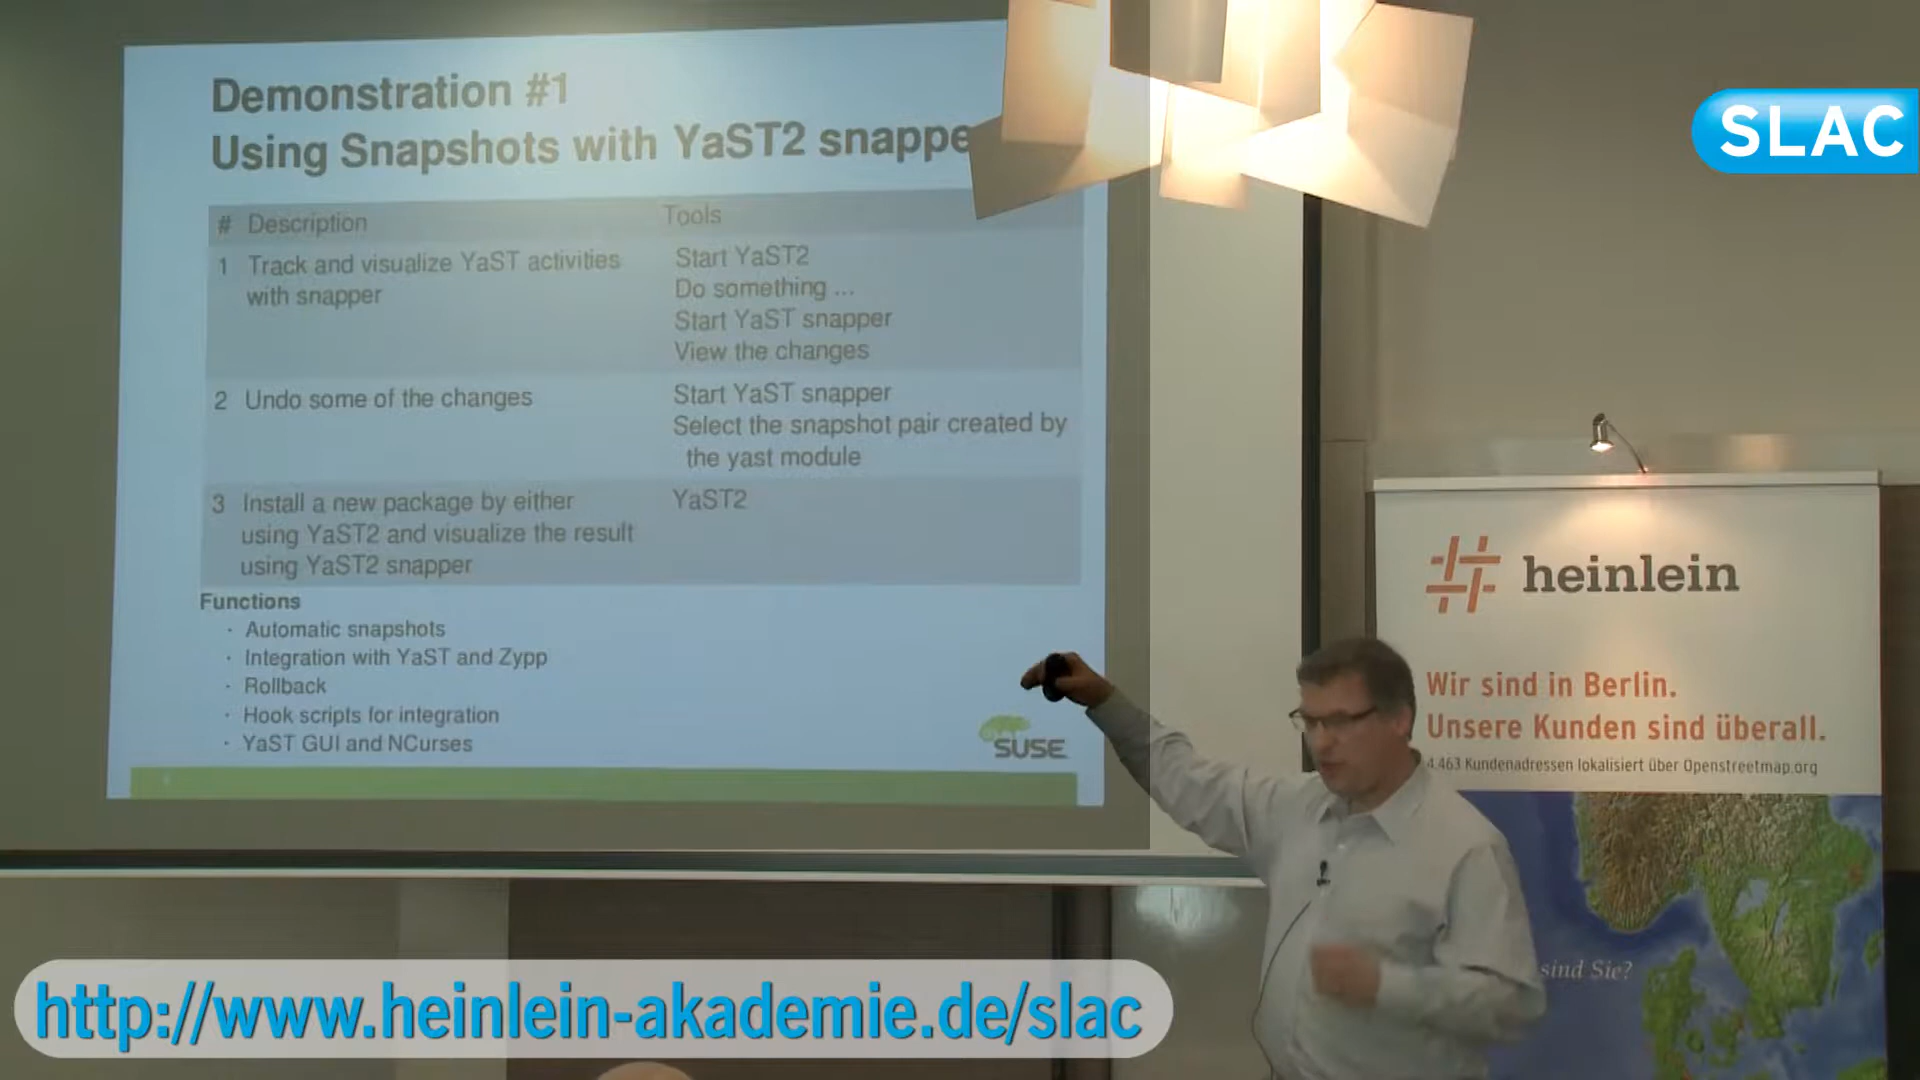 Demonstration #1
Using Snapshots with YaST2 snappe
# Description Tools
1 Track and visualize YaST activities
with snapper
Start YaST2
Do something ...
Start YaST snapper
View the changes
2 Undo some of the changes
Start YaST snapper
Select the snapshot pair created by
the yast module
3 Install a new package by either
using YaST2 and visualize the result
using YaST2 snapper
YaST2
Functions
· Automatic snapshots
· Integration with YaST and Zypp
· Rollback
· Hook scripts for integration
· YaST GUI and NCurses
SUSE
SLAC
heinlein
Wir sind in Berlin.
Unsere Kunden sind überall.
4.463 Kundenadressen lokalisiert über Openstreetmap.org
sind Sie?
http://www.heinlein-akademie.de/slac